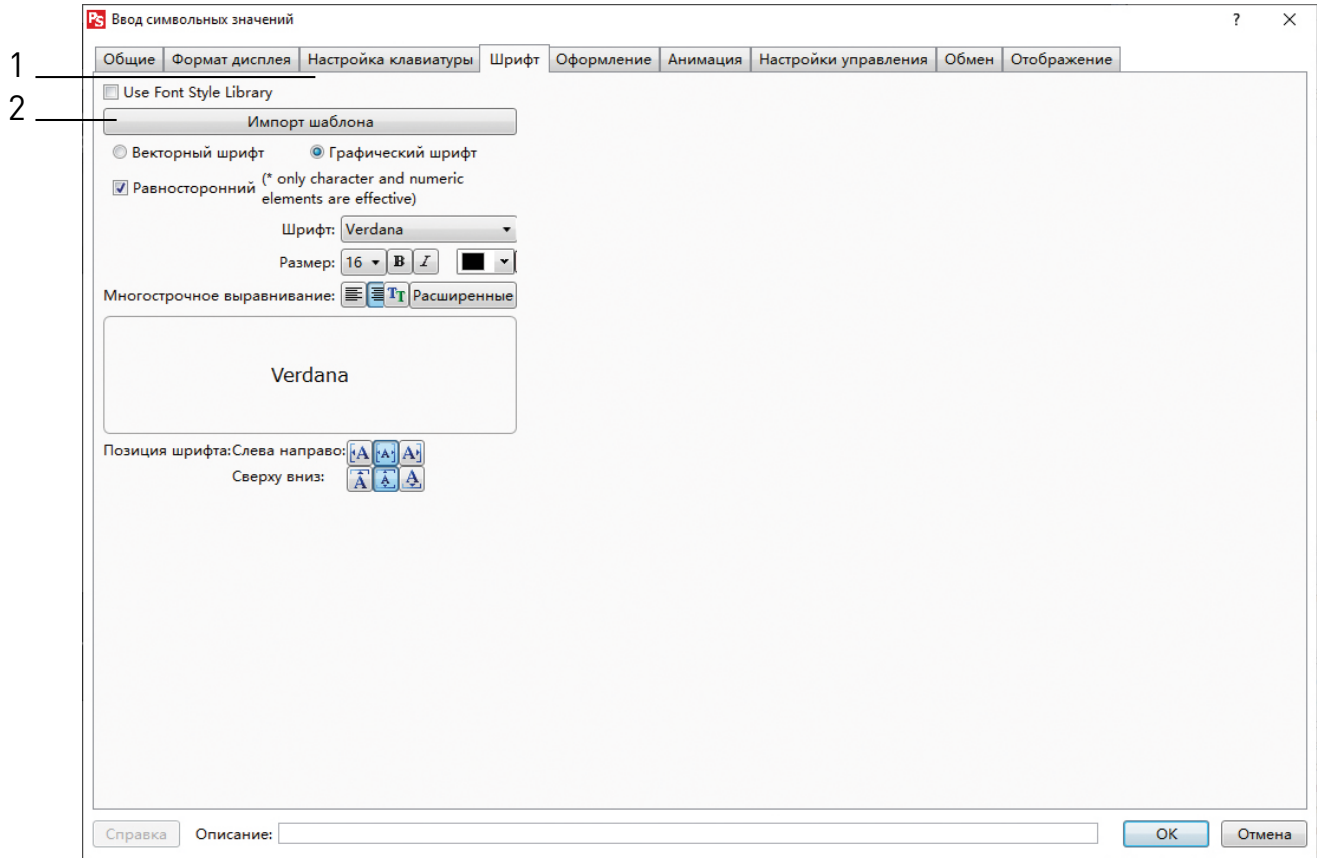 PS Ввод символьных значений ? ×
Общие Формат дисплея Настройка клавиатуры Шрифт Оформление Анимация Настройки управления Обмен Отображение
1
Use Font Style Library
2
Импорт шаблона
Векторный шрифт Графический шрифт
Равносторонний (* only character and numeric
elements are effective)
Шрифт: Verdana
Размер: 16 B I
Многострочное выравнивание: TT Расширенные
Verdana
Позиция шрифта:Слева направо: A A A
Сверху вниз: A A A
Справка Описание: OK Отмена